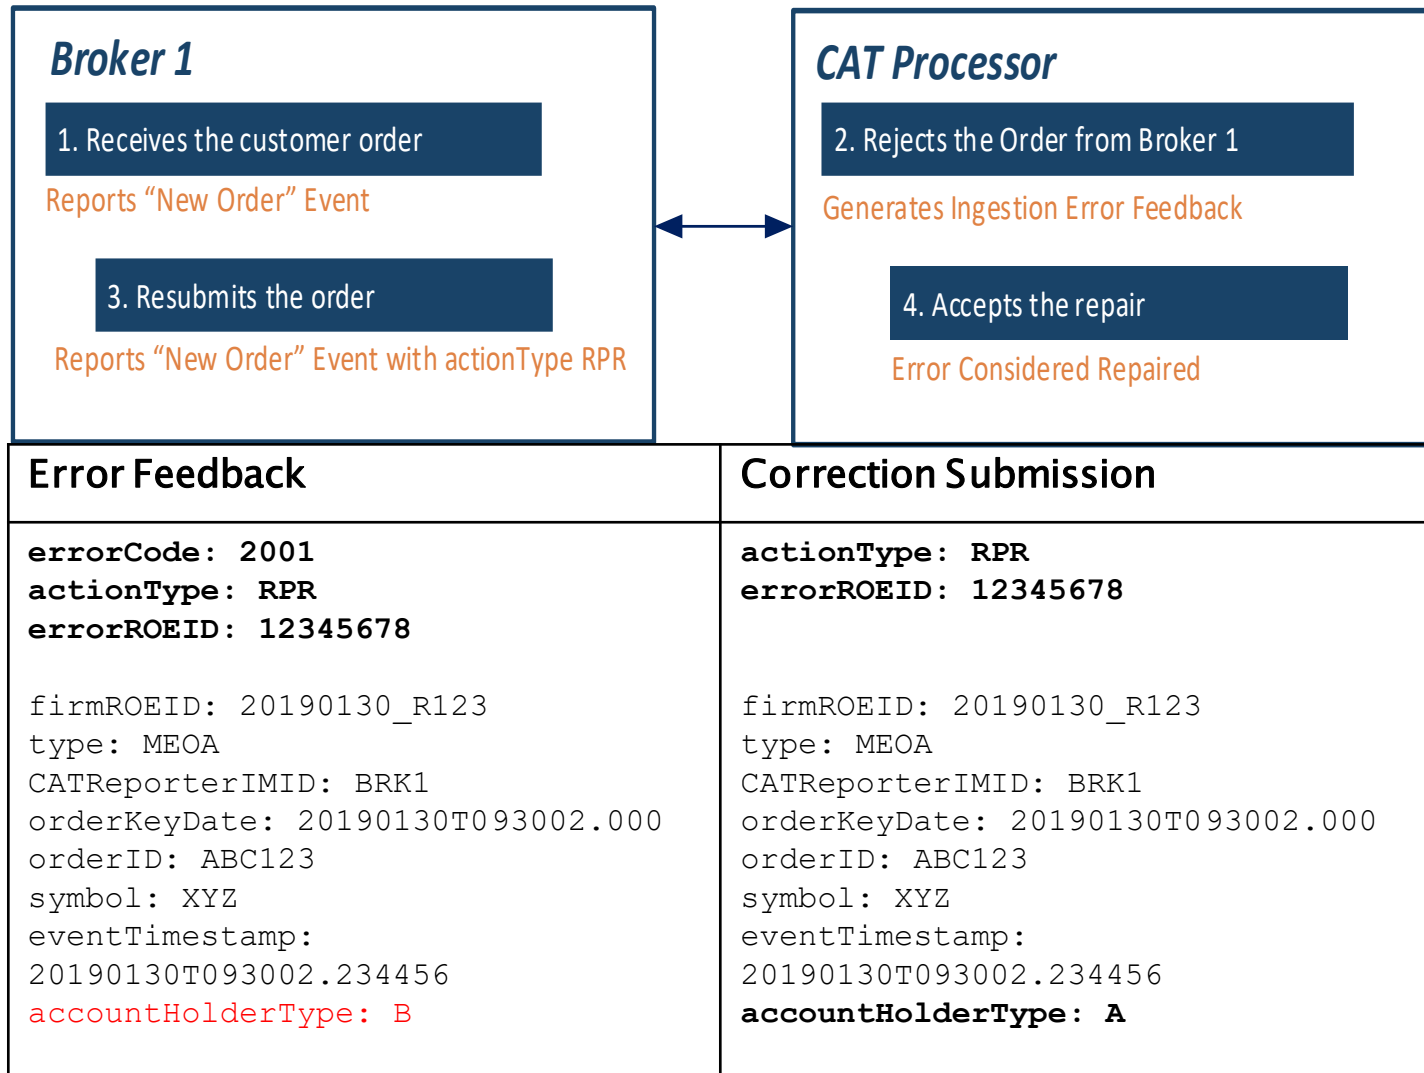 Broker 1
1. Receives the customer order
Reports “New Order” Event
3. Resubmits the order
Reports “New Order” Event with actionType RPR
CAT Processor
2. Rejects the Order from Broker 1
Generates Ingestion Error Feedback
4. Accepts the repair
Error Considered Repaired
Error Feedback
errorCode: 2001
actionType: RPR
errorROEID: 12345678
firmROEID: 20190130_R123
type: MEOA
CATReporterIMID: BRK1
orderKeyDate: 20190130T093002.000
orderID: ABC123
symbol: XYZ
eventTimestamp:
20190130T093002.234456
accountHolderType: B
Correction Submission
actionType: RPR
errorROEID: 12345678
firmROEID: 20190130_R123
type: MEOA
CATReporterIMID: BRK1
orderKeyDate: 20190130T093002.000
orderID: ABC123
symbol: XYZ
eventTimestamp:
20190130T093002.234456
accountHolderType: A